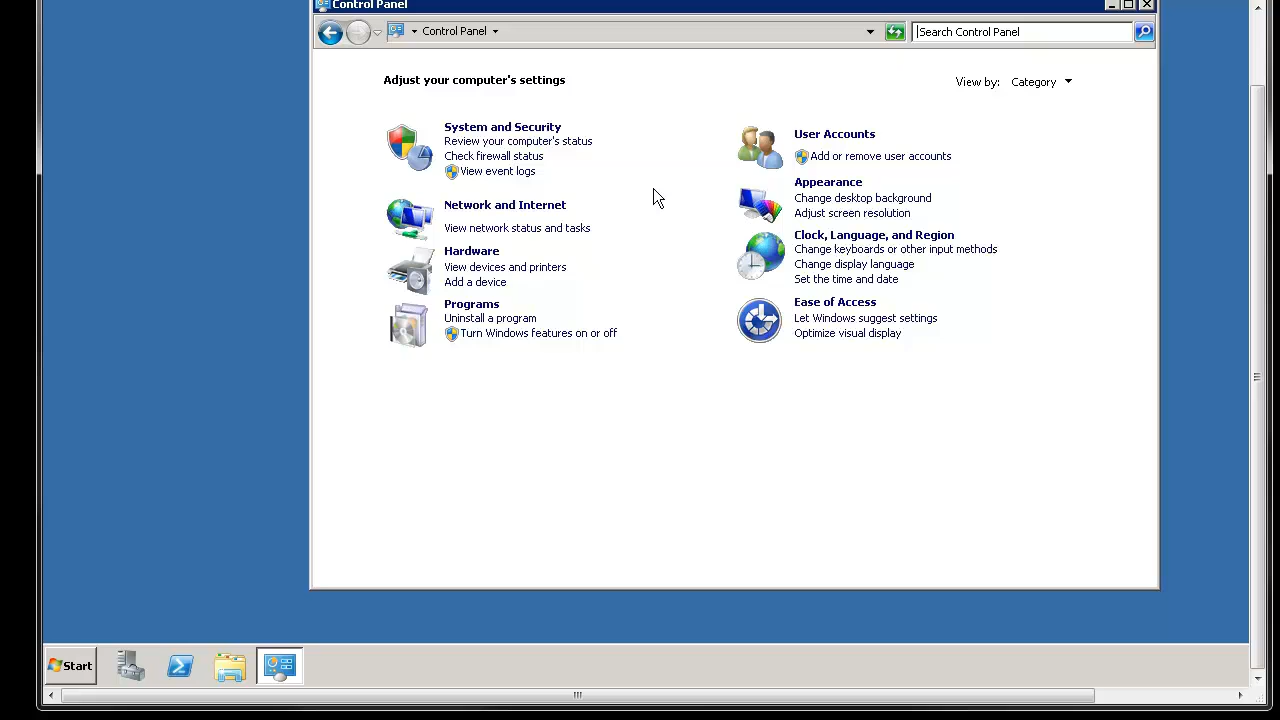 Control Panel
Control Panel
Search Control Panel
Adjust your computer's settings
View by: Category
System and Security
Review your computer's status
Check firewall status
View event logs
Network and Internet
View network status and tasks
Hardware
View devices and printers
Add a device
Programs
Uninstall a program
Turn Windows features on or off
User Accounts
Add or remove user accounts
Appearance
Change desktop background
Adjust screen resolution
Clock, Language, and Region
Change keyboards or other input methods
Change display language
Set the time and date
Ease of Access
Let Windows suggest settings
Optimize visual display
Start